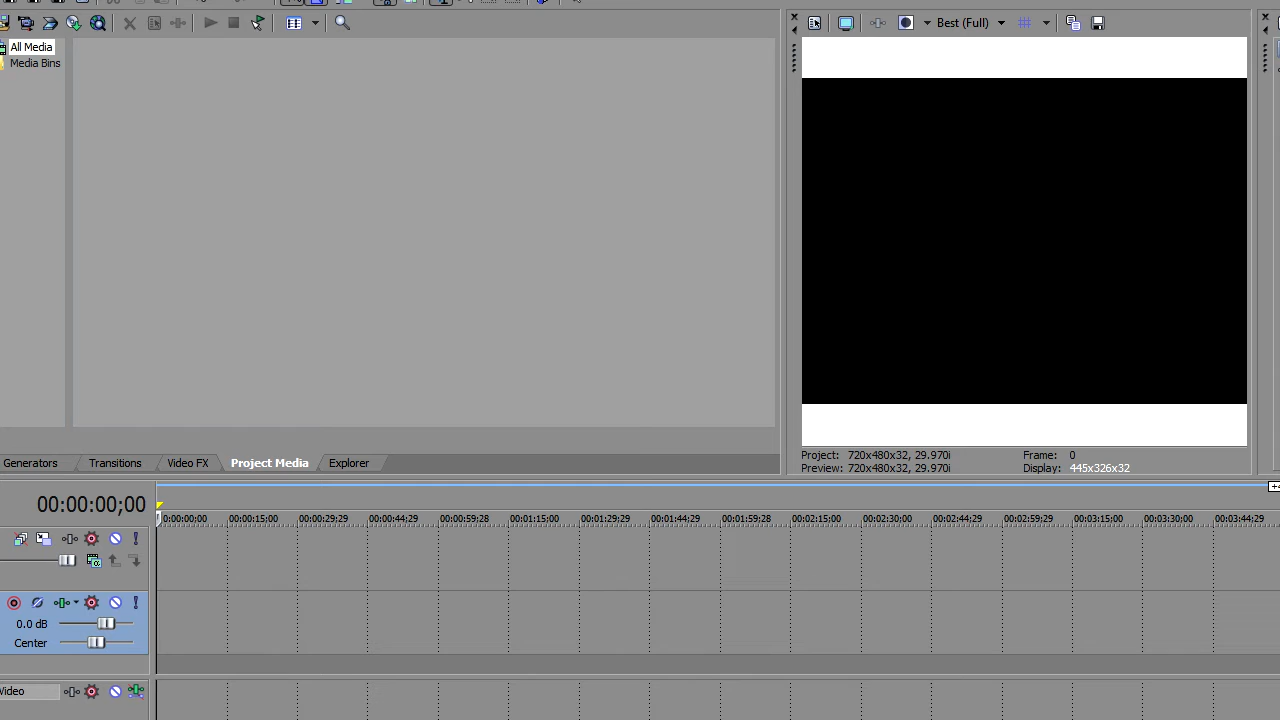 Best (Full)
All Media
Media Bins
Project: 720x480x32, 29.970i Frame: 0
Preview: 720x480x32, 29.970i Display: 445x326x32
Generators Transitions Video FX Project Media Explorer
00:00:00;00
0:00:00;00 00:00:15;00 00:00:29;29 00:00:44;29 00:00:59;28 00:01:15;00 00:01:29;29 00:01:44;29 00:01:59;28 00:02:15;00 00:02:30;00 00:02:44;29 00:02:59;29 00:03:15;00 00:03:30;00 00:03:44;29
0.0 dB
Center
Video